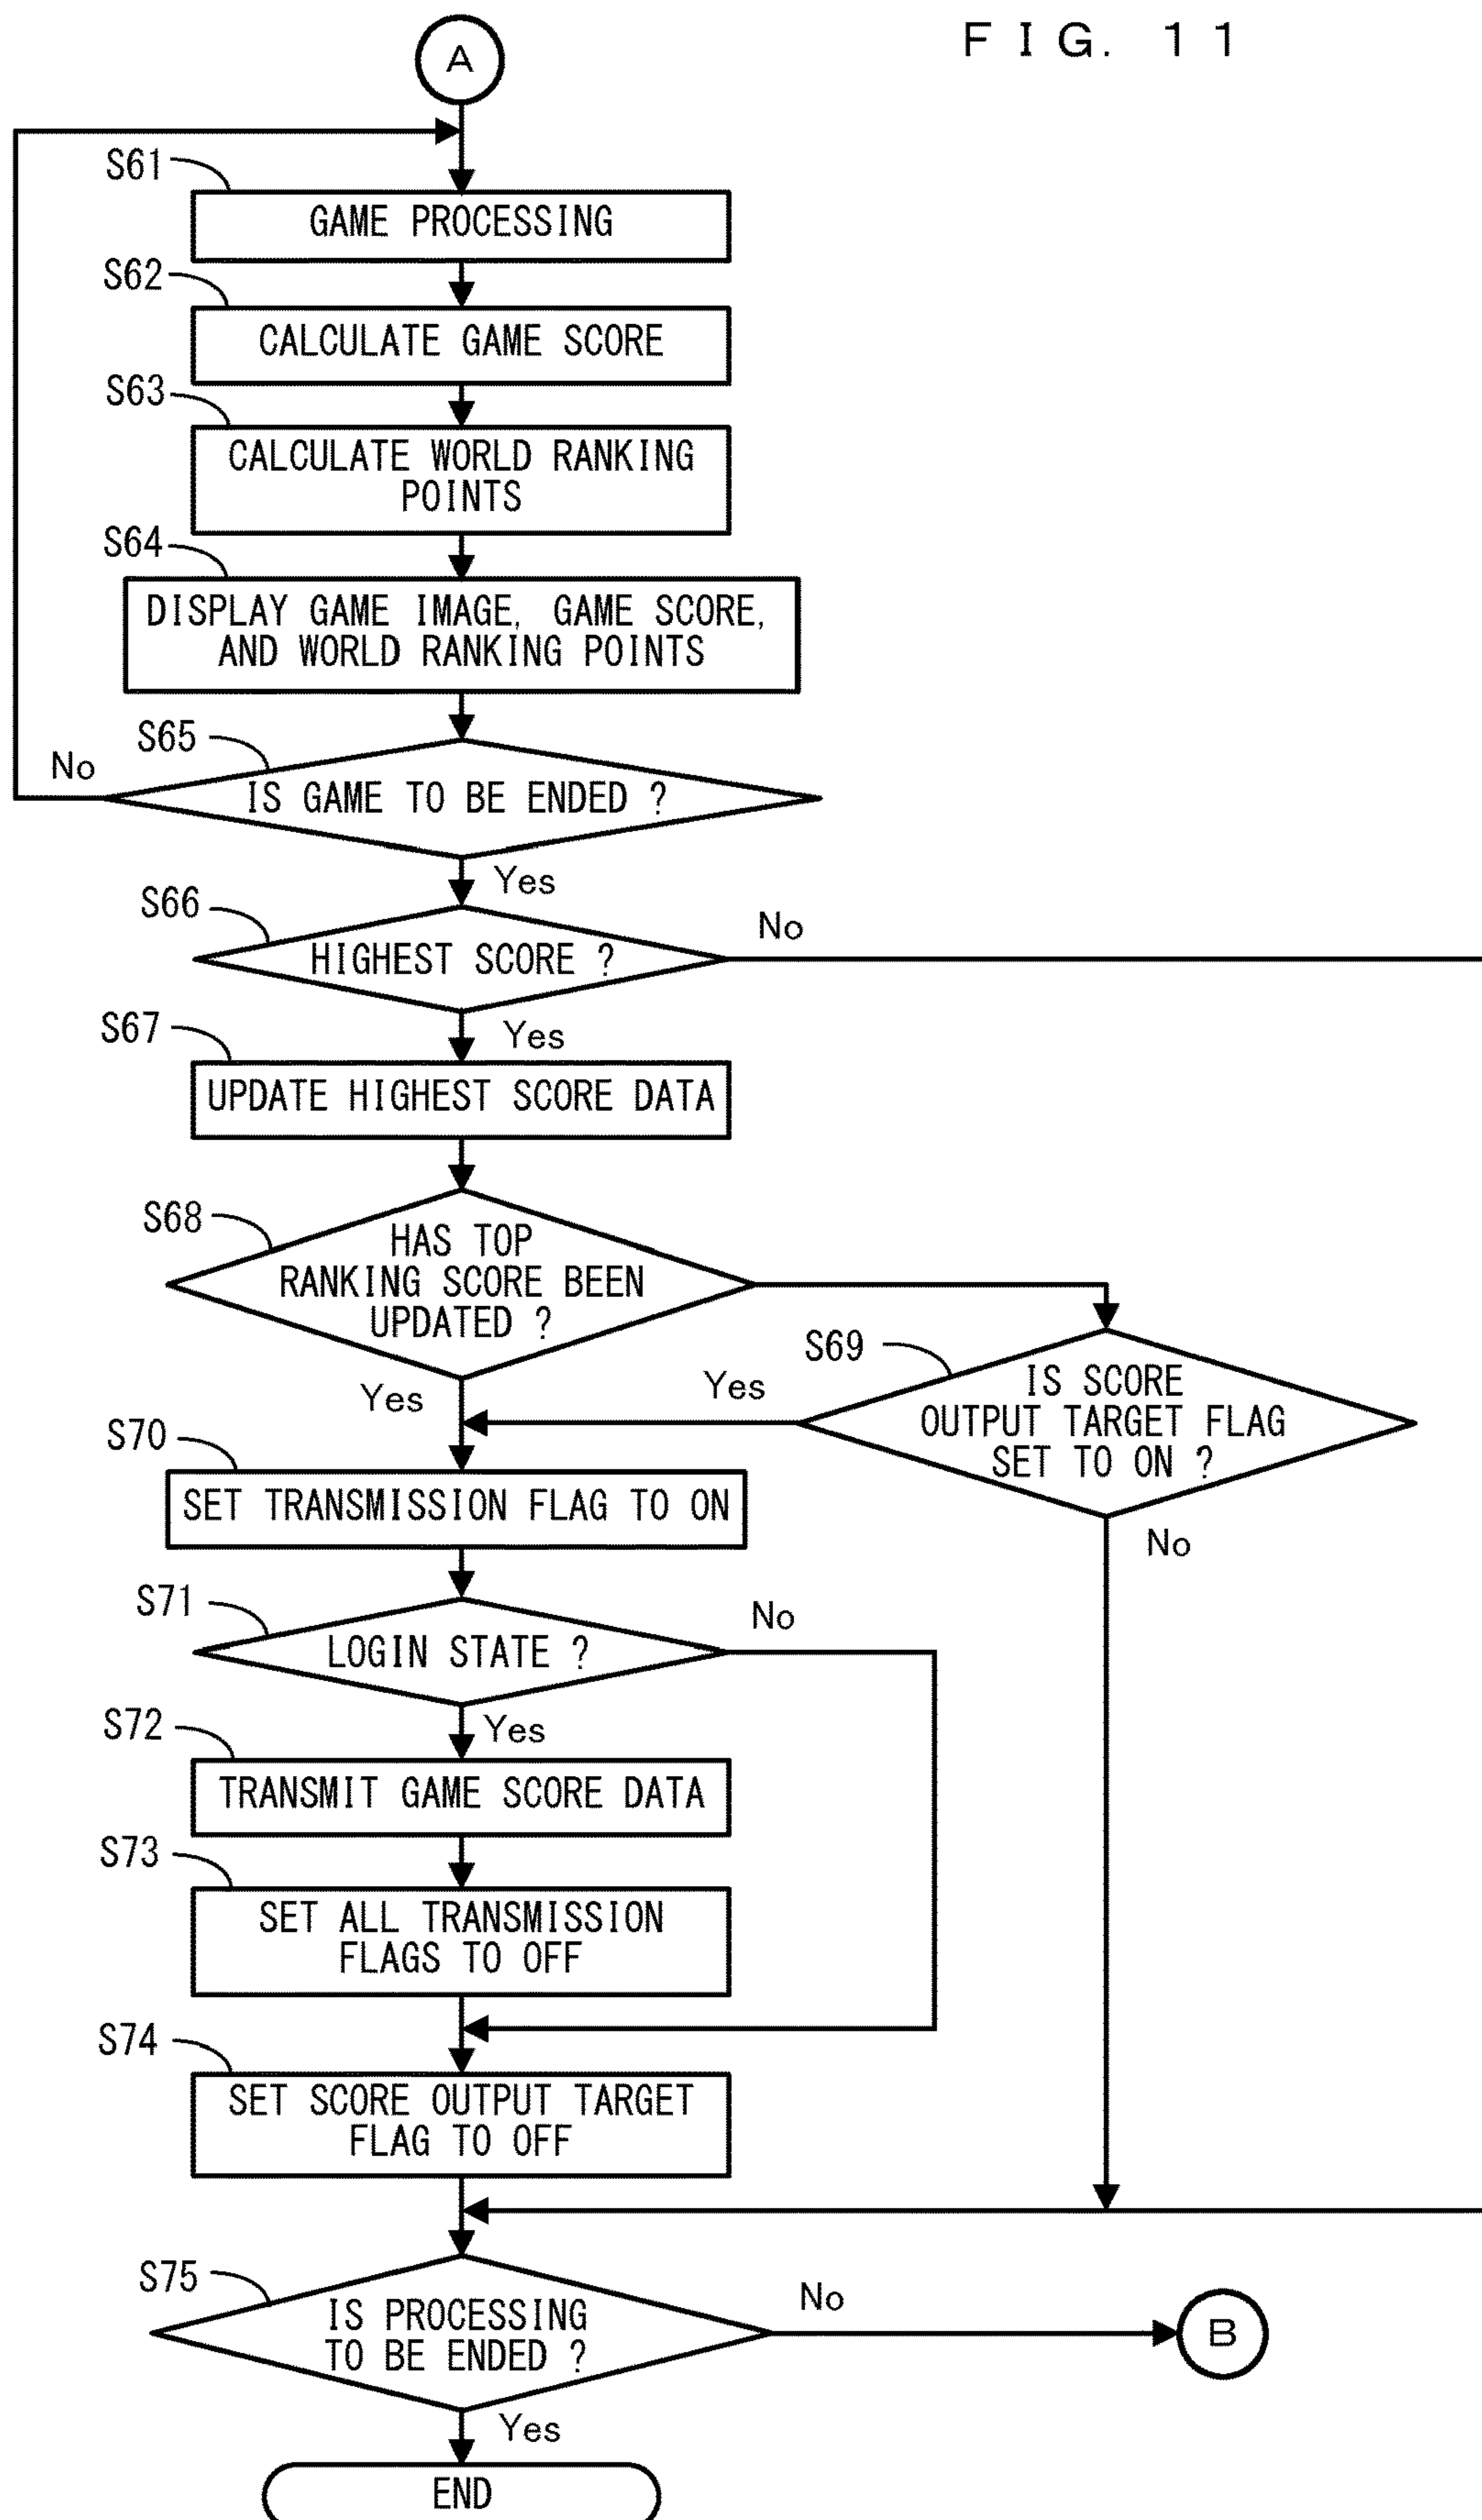 FIG. 11
A
S61
GAME PROCESSING
S62
CALCULATE GAME SCORE
S63
CALCULATE WORLD RANKING
POINTS
S64
DISPLAY GAME IMAGE, GAME SCORE,
AND WORLD RANKING POINTS
S65
No
IS GAME TO BE ENDED ?
Yes
S66
No
HIGHEST SCORE ?
S67
Yes
UPDATE HIGHEST SCORE DATA
S68
HAS TOP
RANKING SCORE BEEN
UPDATED ?
S69
IS SCORE
OUTPUT TARGET FLAG
SET TO ON ?
Yes
Yes
No
S70
SET TRANSMISSION FLAG TO ON
S71
No
LOGIN STATE ?
S72
Yes
TRANSMIT GAME SCORE DATA
S73
SET ALL TRANSMISSION
FLAGS TO OFF
S74
SET SCORE OUTPUT TARGET
FLAG TO OFF
S75
No
IS PROCESSING
TO BE ENDED ?
B
Yes
END